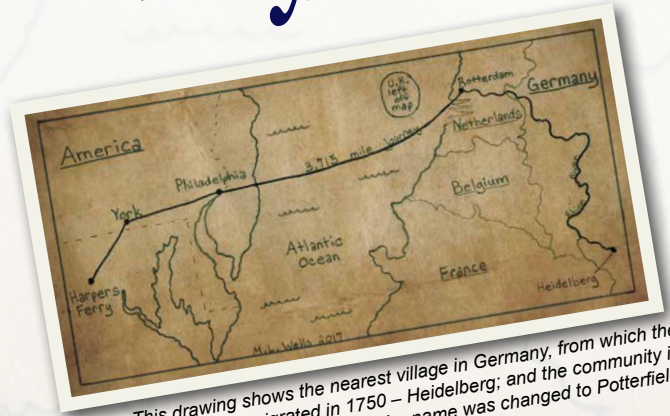 America
U.K.
left
off
map
Rotterdam
Germany
Netherlands
3,715 mile journey
Philadelphia
York
Belgium
Atlantic
Ocean
France
Harpers
Ferry
Heidelberg
Wells 2017
This drawing shows the nearest village in Germany, from which the
in 1750 – Heidelberg; and the community
name was changed to